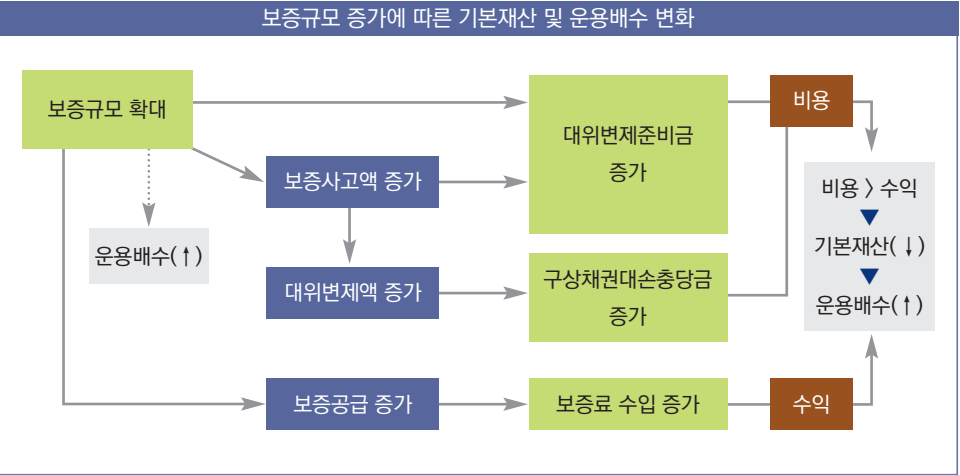 보증규모 증가에 따른 기본재산 및 운용배수 변화
보증규모 확대
운용배수(↑)
보증사고액 증가
대위변제액 증가
보증공급 증가
대위변제준비금
증가
구상채권대손충당금
증가
보증료 수입 증가
비용
수익
비용 〉 수익
▼
기본재산(↓)
▼
운용배수(↑)